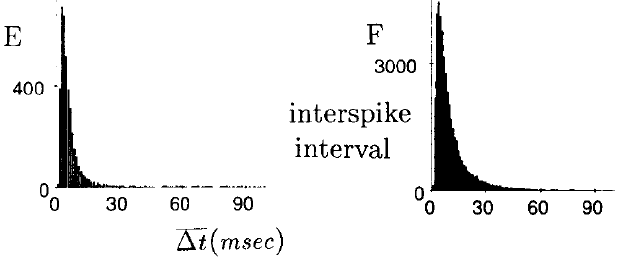 E
400
0
0 30 60 90
Δt(msec)
F
3000
interspike
interval
0
0 30 60 90